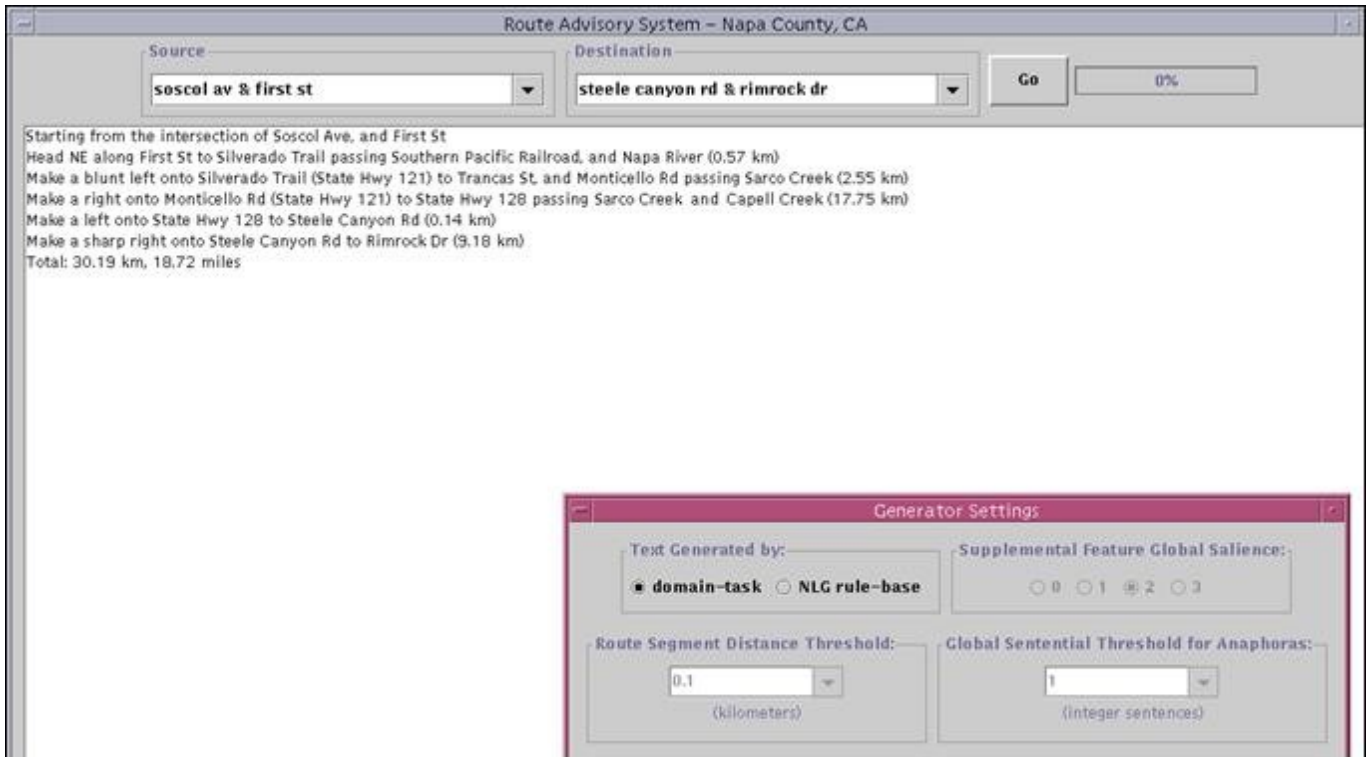 Route Advisory System – Napa County, CA
Source
Destination
soscol av & first st
steele canyon rd & rimrock dr
Go
0%
Starting from the intersection of Soscol Ave, and First St
Head NE along First St to Silverado Trail passing Southern Pacific Railroad, and Napa River (0.57 km)
Make a blunt left onto Silverado Trail (State Hwy 121) to Trancas St, and Monticello Rd passing Sarco Creek (2.55 km)
Make a right onto Monticello Rd (State Hwy 121) to State Hwy 128 passing Sarco Creek and Capell Creek (17.75 km)
Make a left onto State Hwy 128 to Steele Canyon Rd (0.14 km)
Make a sharp right onto Steele Canyon Rd to Rimrock Dr (9.18 km)
Total: 30.19 km, 18.72 miles
Generator Settings
Text Generated by:
Supplemental Feature Global Salience:
domain-task NLG rule-base
0 1 2 3
Route Segment Distance Threshold:
Global Sentential Threshold for Anaphoras:
0.1
1
(kilometers)
(integer sentences)